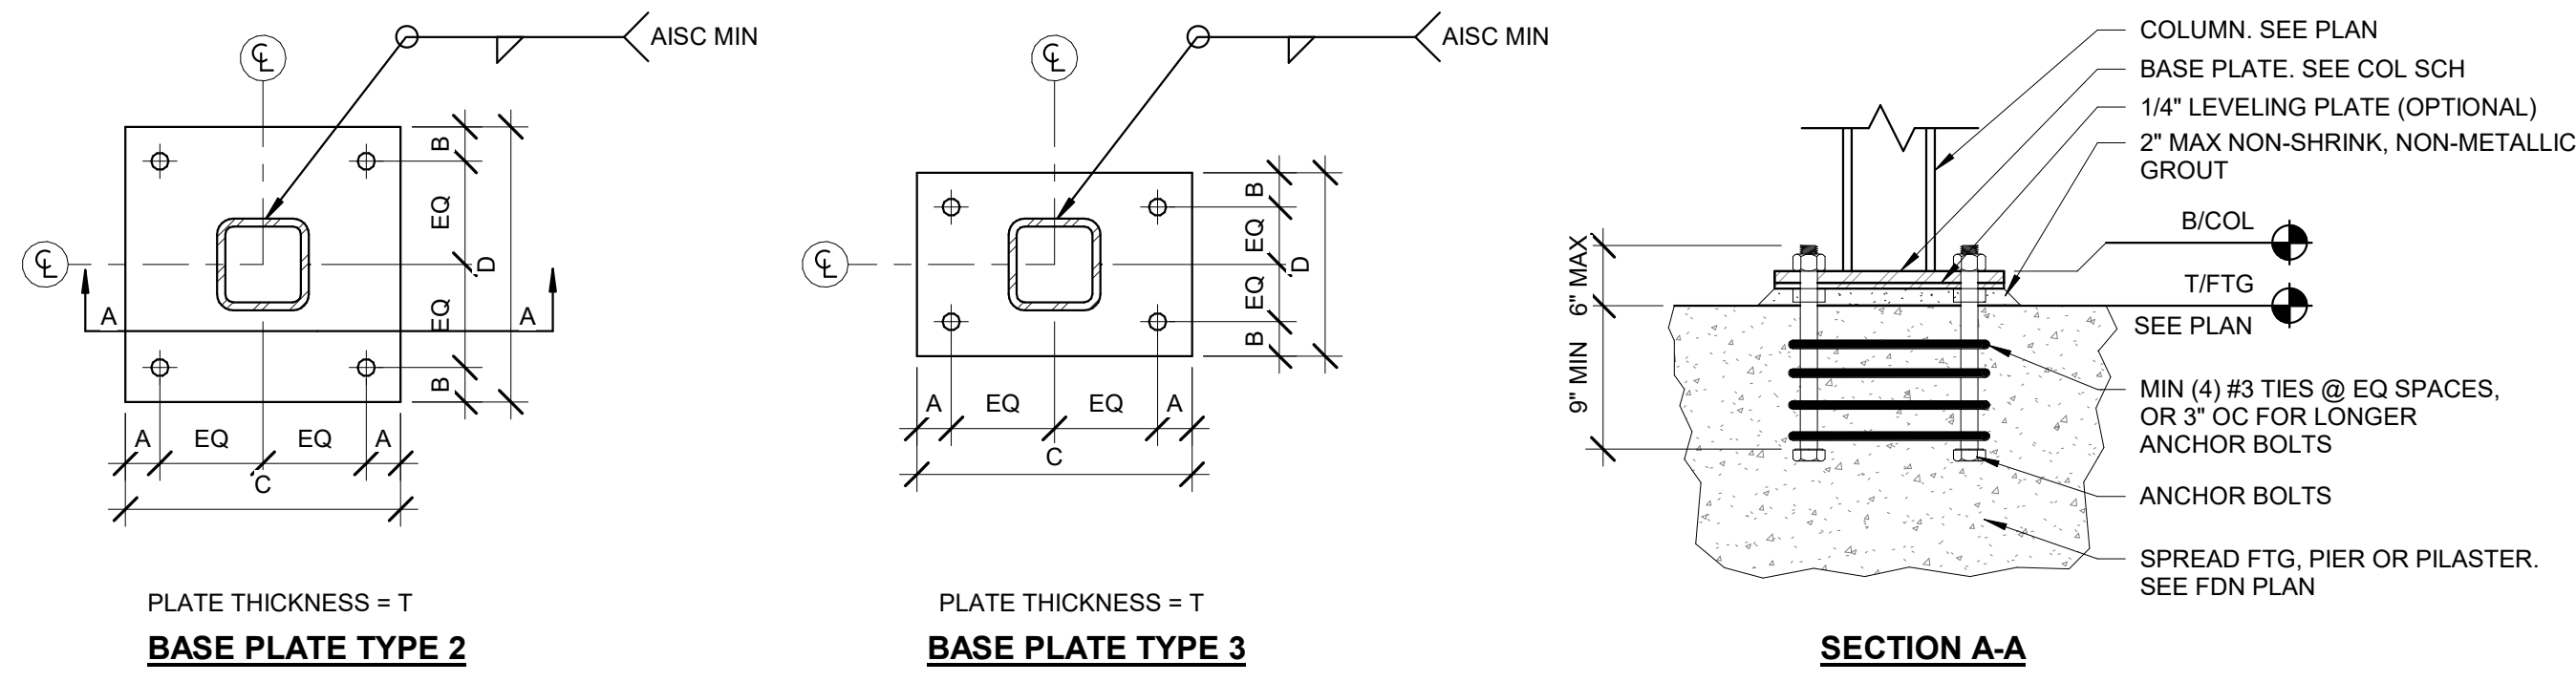 AISC MIN
℄
℄
B
EQ
D
EQ
B
A
A
A
EQ
EQ
A
C
PLATE THICKNESS = T
BASE PLATE TYPE 2
AISC MIN
℄
℄
B
EQ
D
EQ
B
A
EQ
EQ
A
C
PLATE THICKNESS = T
BASE PLATE TYPE 3
COLUMN. SEE PLAN
BASE PLATE. SEE COL SCH
1/4" LEVELING PLATE (OPTIONAL)
2" MAX NON-SHRINK, NON-METALLIC
GROUT
B/COL
T/FTG
SEE PLAN
6" MAX
9" MIN
MIN (4) #3 TIES @ EQ SPACES,
OR 3" OC FOR LONGER
ANCHOR BOLTS
ANCHOR BOLTS
SPREAD FTG, PIER OR PILASTER.
SEE FDN PLAN
SECTION A-A